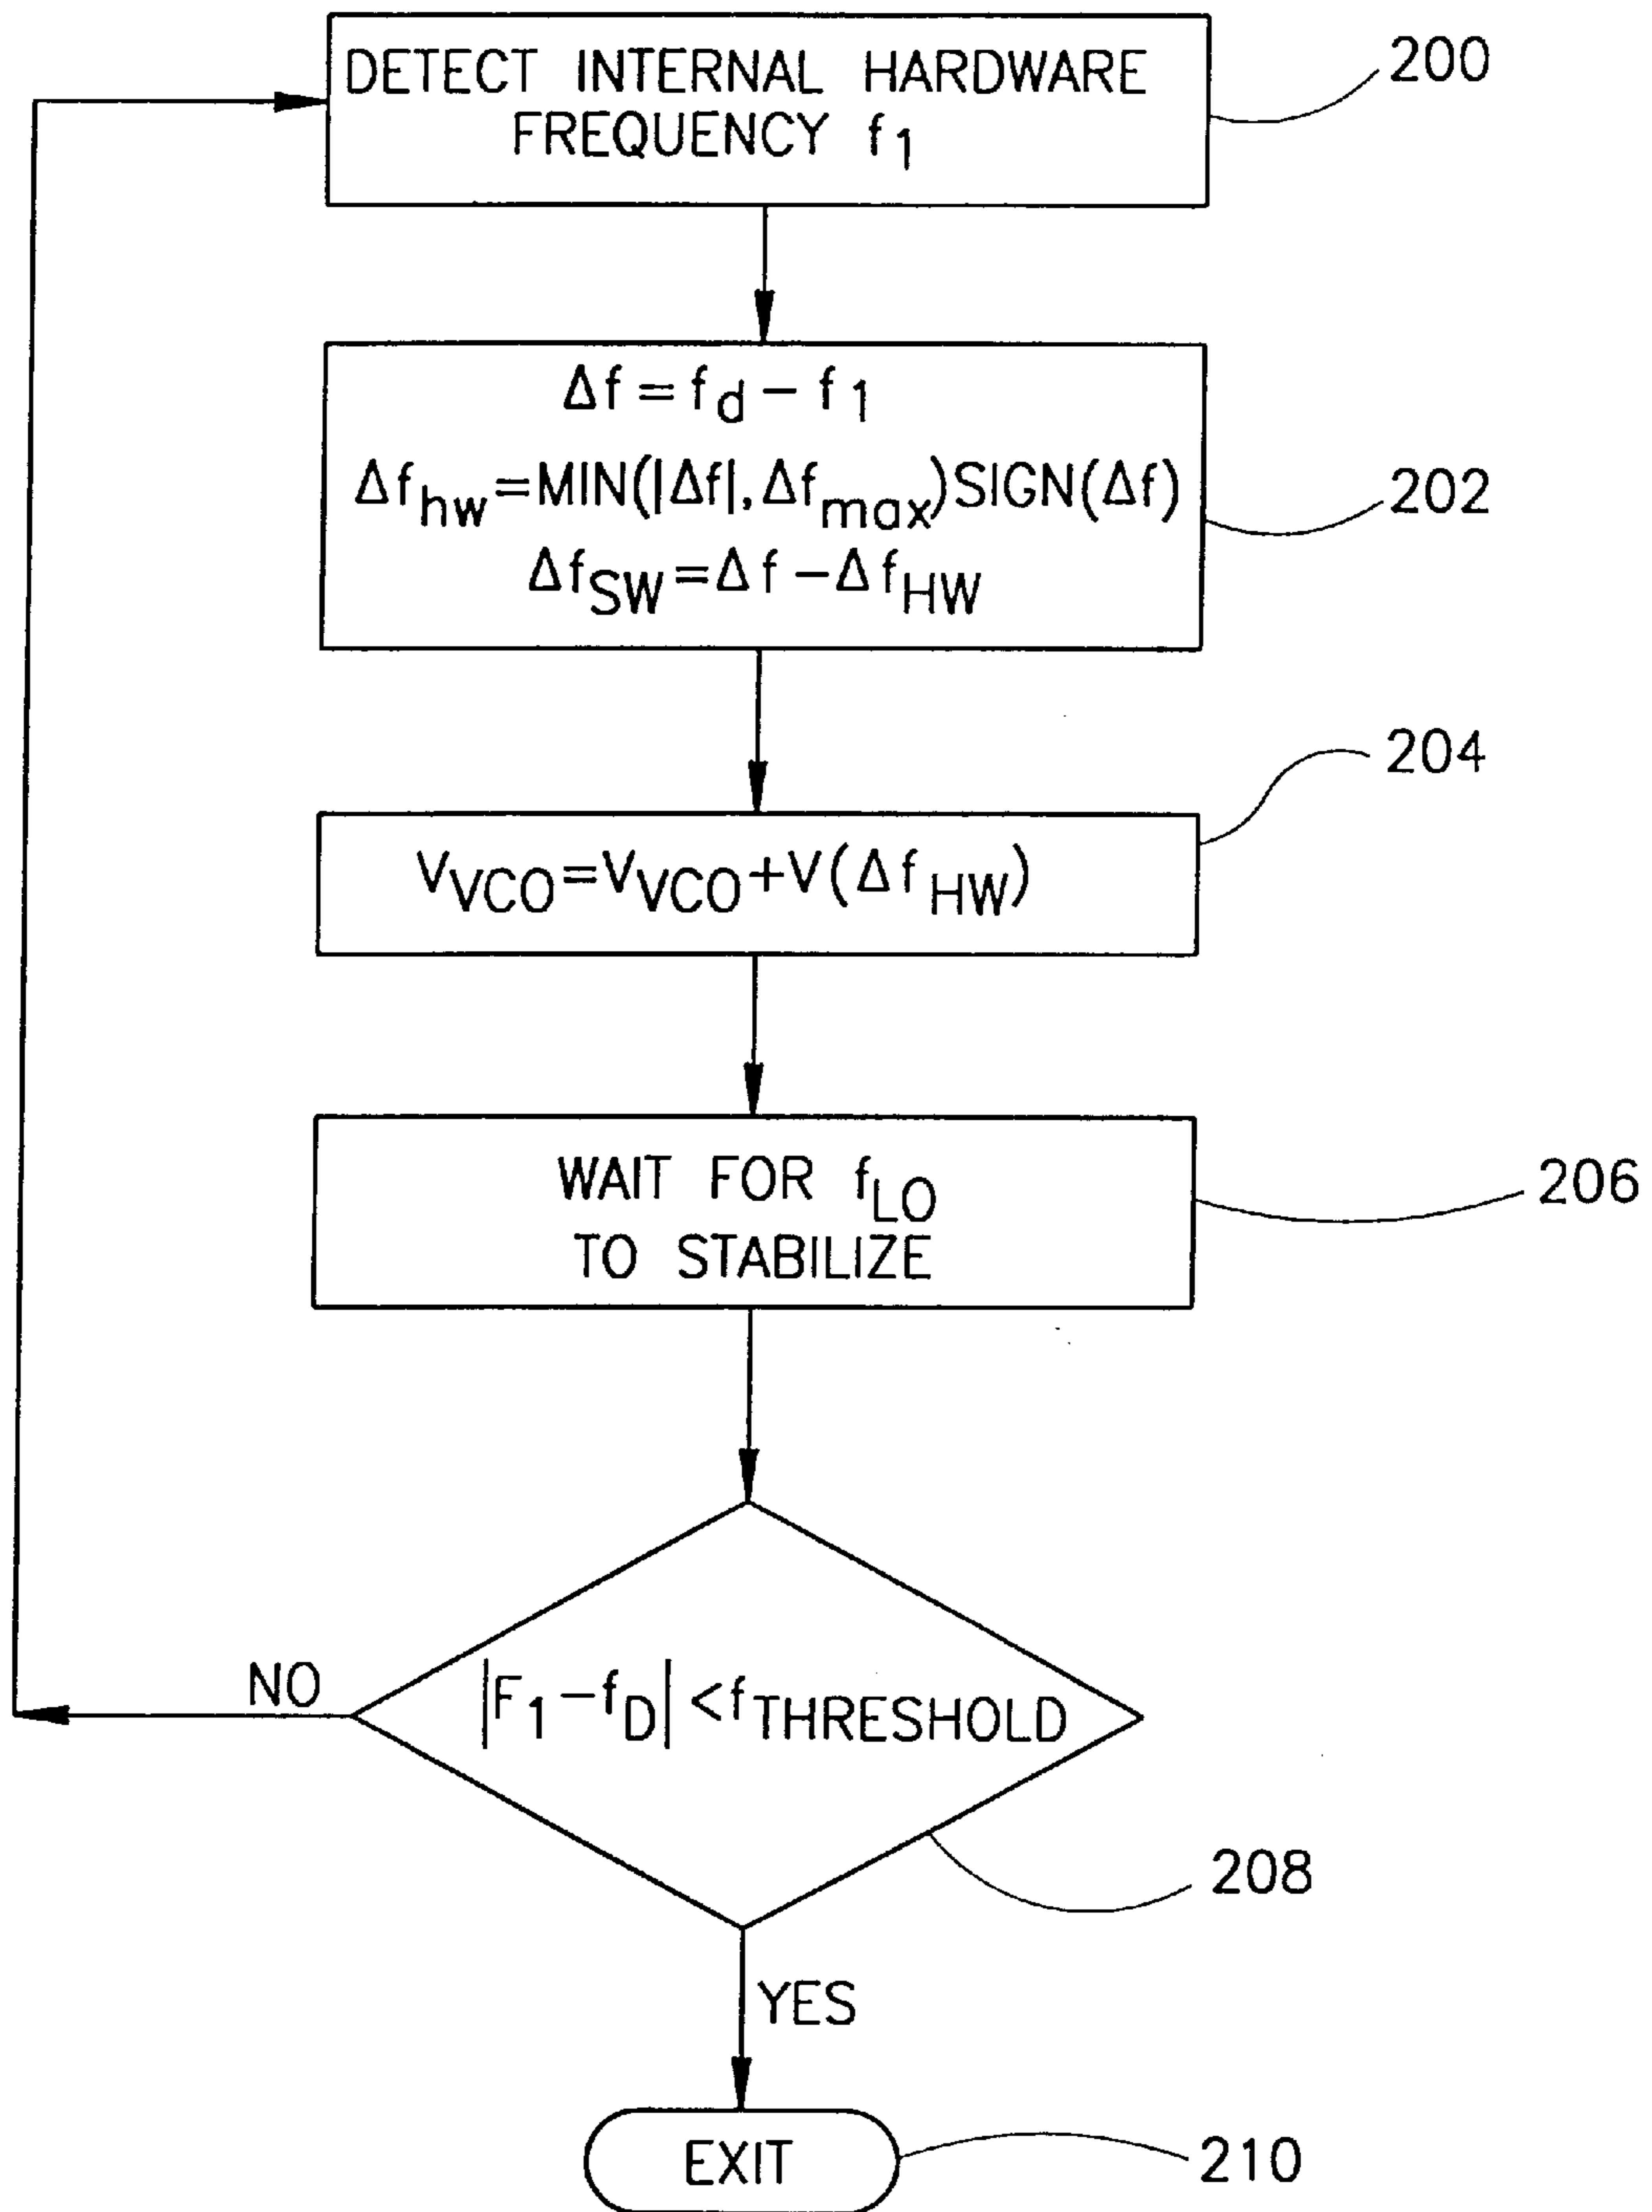 DETECT INTERNAL HARDWARE
FREQUENCY f1
200
Δf = fd − f1
Δfhw=MIN(|Δf|, Δfmax)SIGN(Δf)
ΔfSW=Δf−ΔfHW
202
204
VVCO=VVCO+V(ΔfHW)
WAIT FOR fLO
TO STABILIZE
206
NO
|F1−fD|<fTHRESHOLD
208
YES
EXIT
210